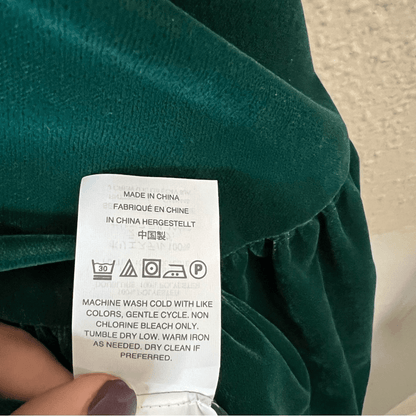 MADE IN CHINA
FABRIQUÉ EN CHINE
IN CHINA HERGESTELLT
中国製
30 P
MACHINE WASH COLD WITH LIKE
COLORS, GENTLE CYCLE. NON
CHLORINE BLEACH ONLY.
TUMBLE DRY LOW. WARM IRON
AS NEEDED. DRY CLEAN IF
PREFERRED.